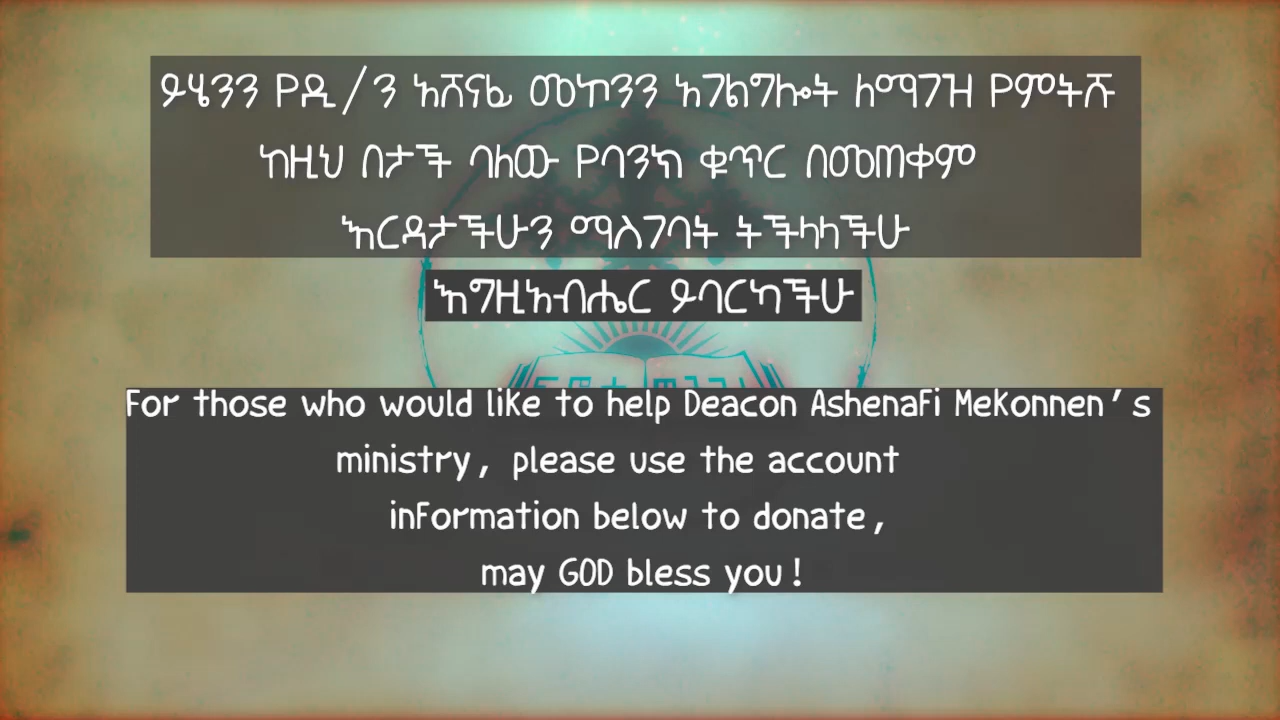 ይሄንን የዲ/ን አሸናፊ መኮንን አገልግሎት ለማገዝ የምትሹ
ከዚህ በታች ባለው የባንክ ቁጥር በመጠቀም
እርዳታችሁን ማስገባት ትችላላችሁ
እግዚአብሔር ይባርካችሁ
For those who would like to help Deacon Ashenafi Mekonnen's
ministry, please use the account
information below to donate,
may GOD bless you!